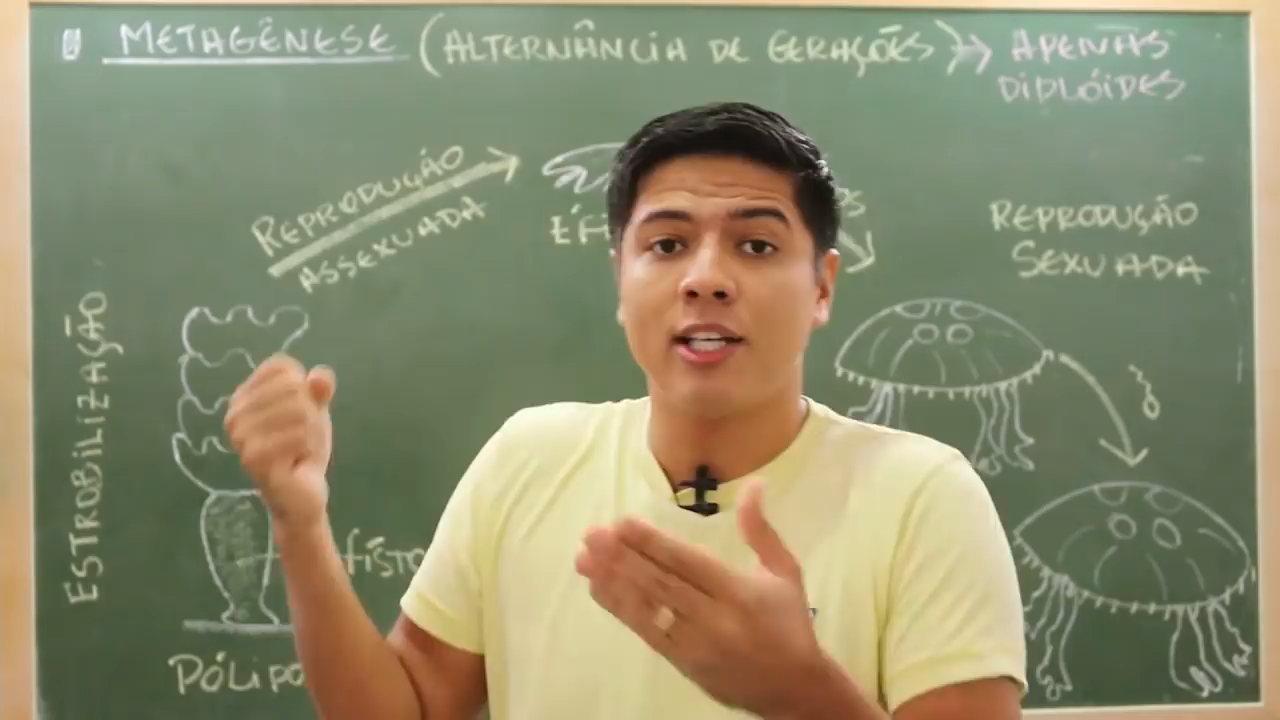 METAGÊNESE (ALTERNÂNCIA DE GERAÇÕES) → APENAS
DIPLÓIDES
REPRODUÇÃO
ASSEXUADA
REPRODUÇÃO
SEXUADA
ESTROBILIZAÇÃO